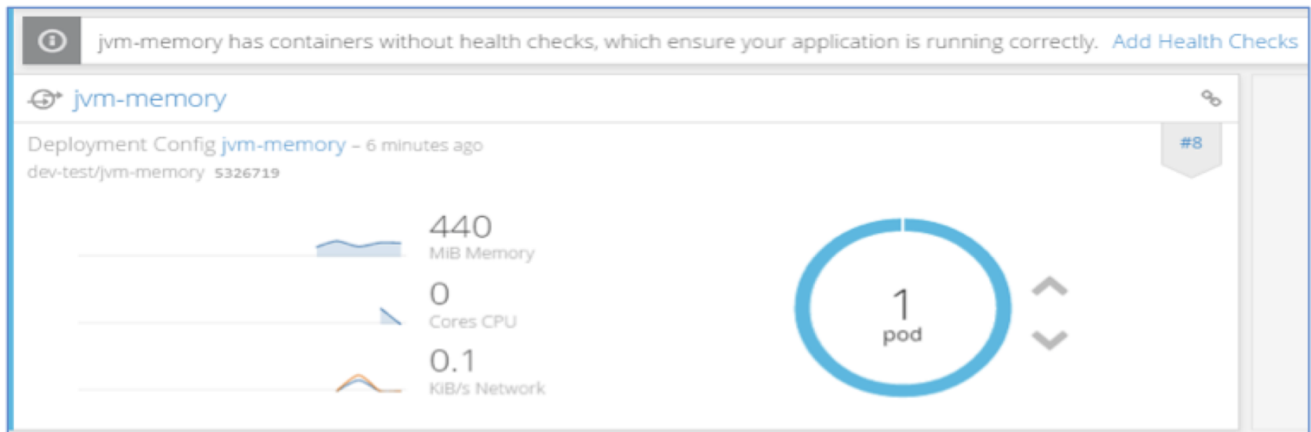 jvm-memory has containers without health checks, which ensure your application is running correctly. Add Health Checks
jvm-memory
Deployment Config jvm-memory – 6 minutes ago
#8
dev-test/jvm-memory 5326719
440
MiB Memory
0
Cores CPU
0.1
KiB/s Network
1
pod